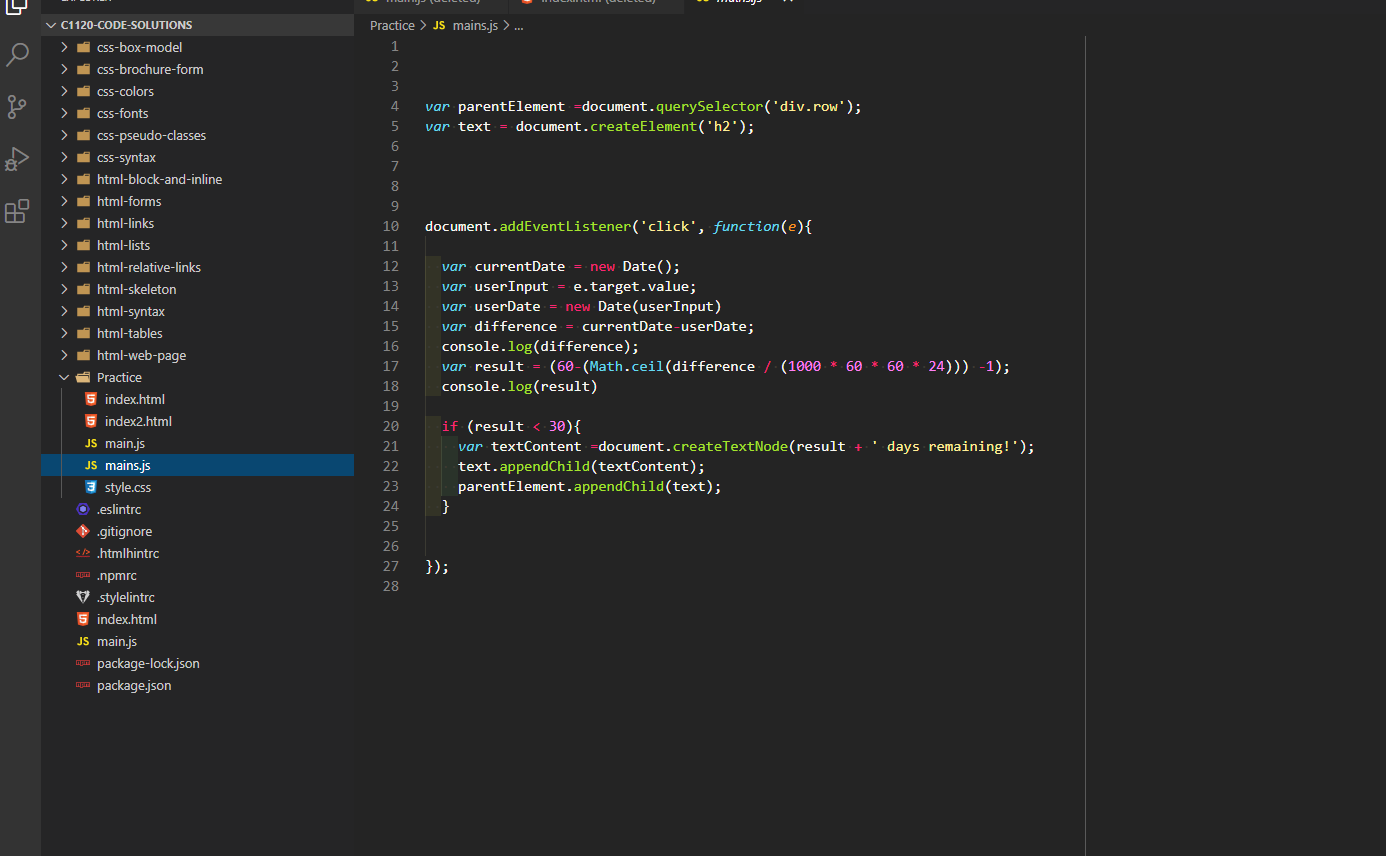 C1120-CODE-SOLUTIONS
css-box-model
css-brochure-form
css-colors
css-fonts
css-pseudo-classes
css-syntax
html-block-and-inline
html-forms
html-links
html-lists
html-relative-links
html-skeleton
html-syntax
html-tables
html-web-page
Practice
index.html
index2.html
JS main.js
JS mains.js
style.css
.eslintrc
.gitignore
.htmlhintrc
.npmrc
.stylelintrc
index.html
JS main.js
package-lock.json
package.json
Practice > JS mains.js > ...
1
2
3
4 var parentElement =document.querySelector('div.row');
5 var text = document.createElement('h2');
6
7
8
9
10 document.addEventListener('click', function(e){
11
12 var currentDate = new Date();
13 var userInput = e.target.value;
14 var userDate = new Date(userInput)
15 var difference = currentDate-userDate;
16 console.log(difference);
17 var result = (60-(Math.ceil(difference / (1000 * 60 * 60 * 24))) -1);
18 console.log(result)
19
20 if (result < 30){
21 var textContent =document.createTextNode(result + ' days remaining!');
22 text.appendChild(textContent);
23 parentElement.appendChild(text);
24 }
25
26
27 });
28